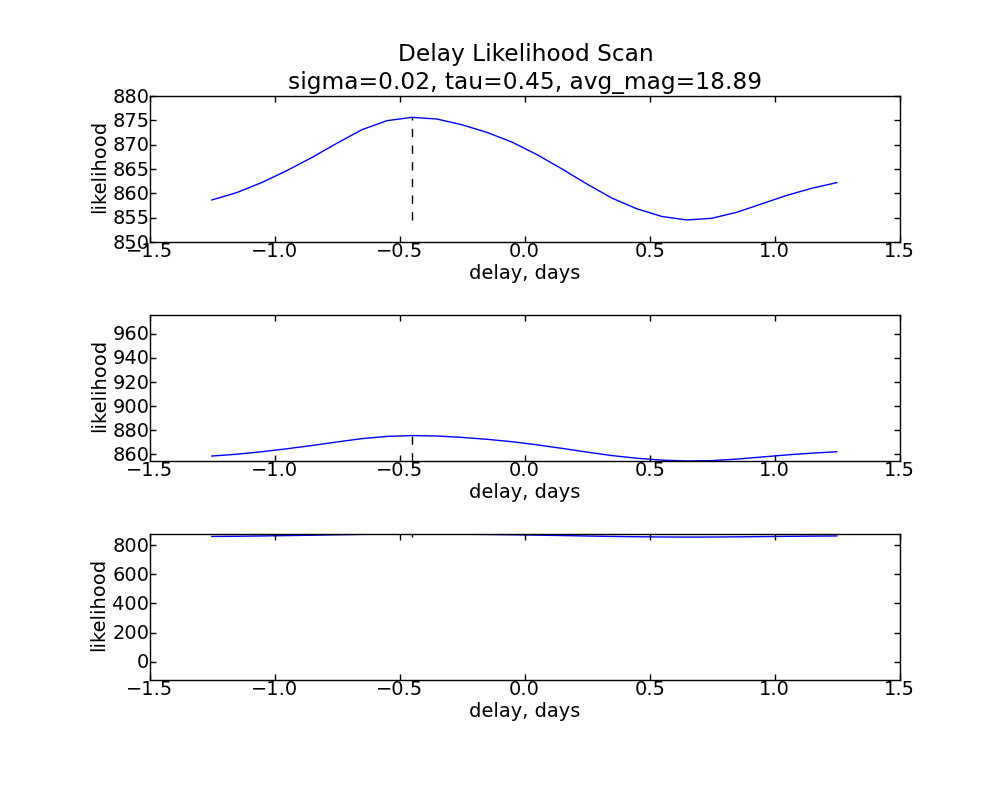 Delay Likelihood Scan
sigma=0.02, tau=0.45, avg_mag=18.89
880
875
870
865
860
855
850
likelihood
−1.5 −1.0 −0.5 0.0 0.5 1.0 1.5
delay, days
960
940
920
900
880
860
likelihood
−1.5 −1.0 −0.5 0.0 0.5 1.0 1.5
delay, days
800
600
400
200
0
likelihood
−1.5 −1.0 −0.5 0.0 0.5 1.0 1.5
delay, days